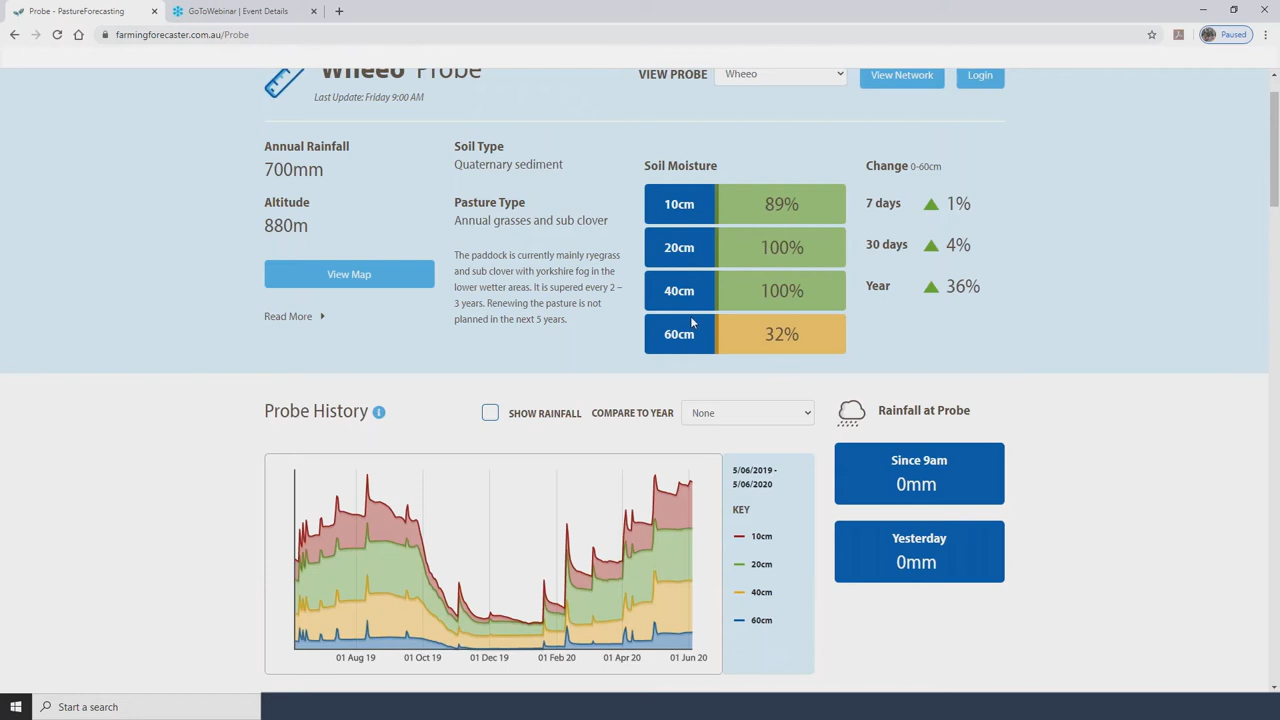 Probe - PastureForecasting
GoToWebinar | Event Details
farmingforecaster.com.au/Probe
Paused
Wheeo Probe
Last Update: Friday 9:00 AM
VIEW PROBE
Wheeo
View Network
Login
Annual Rainfall
700mm
Altitude
880m
View Map
Read More
Soil Type
Quaternary sediment
Pasture Type
Annual grasses and sub clover
The paddock is currently mainly ryegrass
and sub clover with yorkshire fog in the
lower wetter areas. It is supered every 2 –
3 years. Renewing the pasture is not
planned in the next 5 years.
Soil Moisture
10cm 89%
20cm 100%
40cm 100%
60cm 32%
Change 0-60cm
7 days 1%
30 days 4%
Year 36%
Probe History
SHOW RAINFALL
COMPARE TO YEAR
None
5/06/2019 -
5/06/2020
KEY
10cm
20cm
40cm
60cm
01 Aug 19
01 Oct 19
01 Dec 19
01 Feb 20
01 Apr 20
01 Jun 20
Rainfall at Probe
Since 9am
0mm
Yesterday
0mm
Start a search